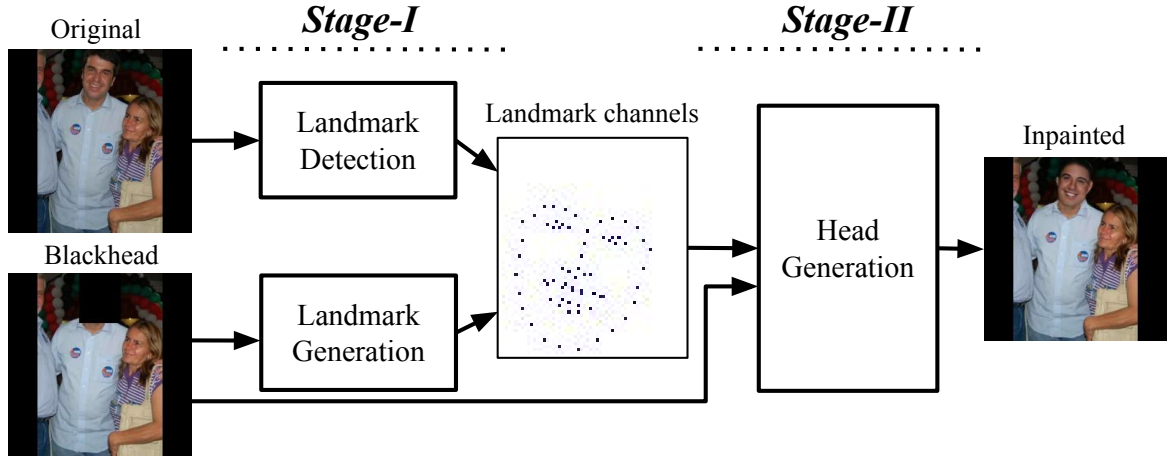 Original
Stage-I
Stage-II
Landmark
Detection
Landmark channels
Inpainted
Blackhead
Landmark
Generation
Head
Generation